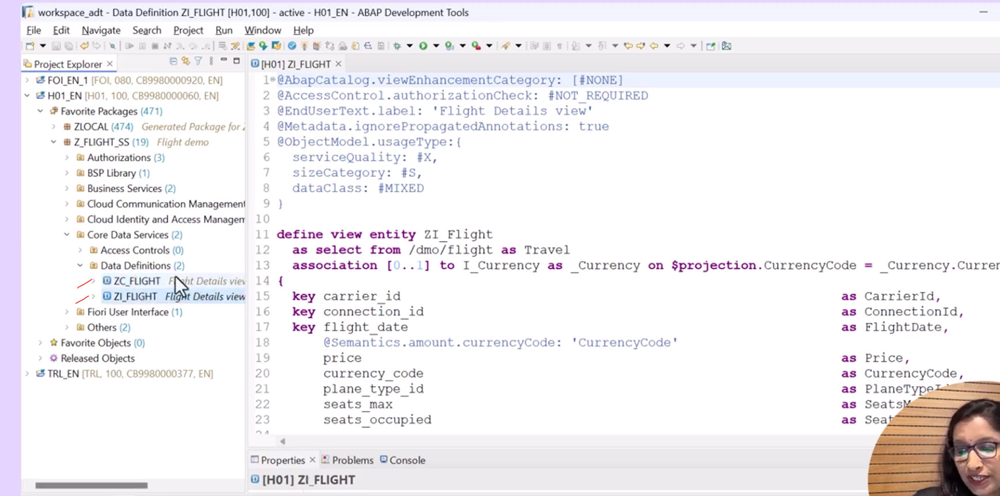 workspace_adt - Data Definition ZI_FLIGHT [H01,100] - active - H01_EN - ABAP Development Tools
File Edit Navigate Search Project Run Window Help
Project Explorer
FOI_EN_1 [FOI, 080, CB9980000920, EN]
H01_EN [H01, 100, CB9980000060, EN]
Favorite Packages (471)
ZLOCAL (474) Generated Package for
Z_FLIGHT_SS (19) Flight demo
Authorizations (3)
BSP Library (1)
Business Services (2)
Cloud Communication Management
Cloud Identity and Access Managem
Core Data Services (2)
Access Controls (0)
Data Definitions (2)
ZC_FLIGHT Flight Details view
ZI_FLIGHT Flight Details view
Fiori User Interface (1)
Others (2)
Favorite Objects (0)
Released Objects
TRL_EN [TRL, 100, CB9980000377, EN]
[H01] ZI_FLIGHT
1 @AbapCatalog.viewEnhancementCategory: [#NONE]
2 @AccessControl.authorizationCheck: #NOT_REQUIRED
3 @EndUserText.label: 'Flight Details view'
4 @Metadata.ignorePropagatedAnnotations: true
5 @ObjectModel.usageType:{
6 serviceQuality: #X,
7 sizeCategory: #S,
8 dataClass: #MIXED
9 }
10
11 define view entity ZI_Flight
12 as select from /dmo/flight as Travel
13 association [0..1] to I_Currency as _Currency on $projection.CurrencyCode = _Currency.Curren
14 {
15 key carrier_id as CarrierId,
16 key connection_id as ConnectionId,
17 key flight_date as FlightDate,
18 @Semantics.amount.currencyCode: 'CurrencyCode'
19 price as Price,
20 currency_code as CurrencyCode,
21 plane_type_id as PlaneTypeI
22 seats_max as SeatsM
23 seats_occupied as Seat
Properties Problems Console
[H01] ZI_FLIGHT